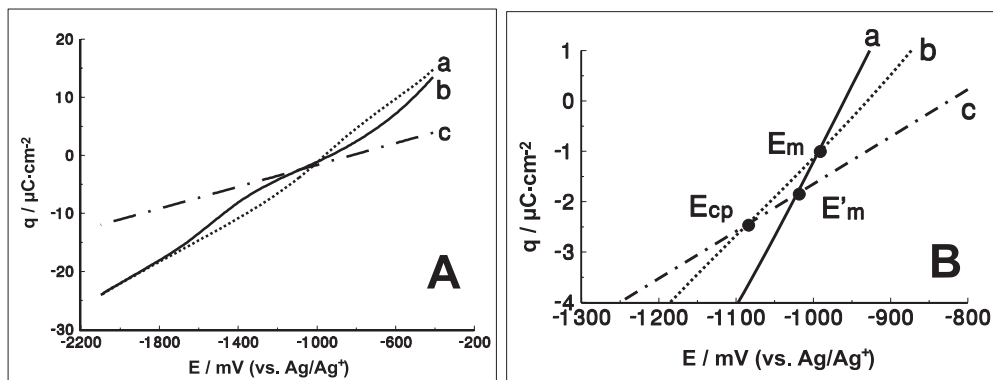 20
10
0
-10
-20
-30
q / µC·cm-2
-2200
-1800
-1400
-1000
-600
-200
E / mV (vs. Ag/Ag+)
a
b
c
A
1
0
-1
-2
-3
-4
q / µC·cm-2
-1300
-1200
-1100
-1000
-900
-800
E / mV (vs. Ag/Ag+)
a
b
c
Em
Ecp
E'm
B